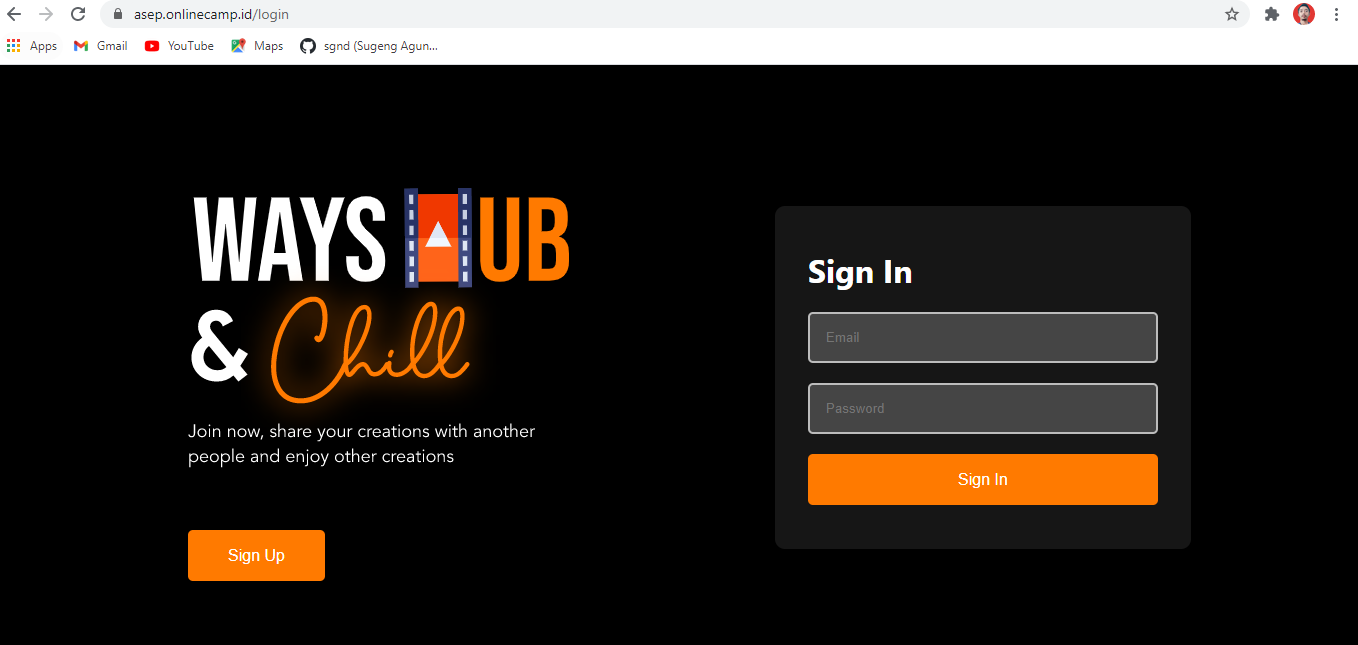 asep.onlinecamp.id/login
Apps Gmail YouTube Maps sgnd (Sugeng Agun...
WAYS HUB
& Chill
Join now, share your creations with another
people and enjoy other creations
Sign Up
Sign In
Email
Password
Sign In